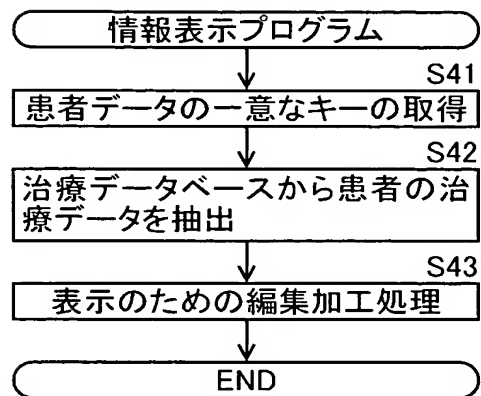 情報表示プログラム
S41
患者データの一意なキーの取得
S42
治療データベースから患者の治
療データを抽出
S43
表示のための編集加工処理
END